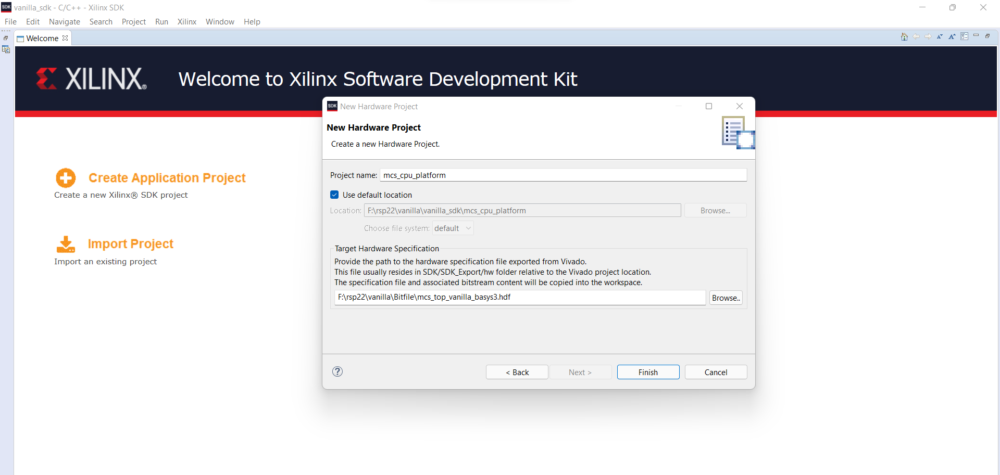 SDK vanilla_sdk - C/C++ - Xilinx SDK
File Edit Navigate Search Project Run Xilinx Window Help
Welcome
XILINX®
Welcome to Xilinx Software Development Kit
Create Application Project
Create a new Xilinx® SDK project
Import Project
Import an existing project
SDK New Hardware Project
New Hardware Project
Create a new Hardware Project.
Project name: mcs_cpu_platform
Use default location
Location: F:\rsp22\vanilla\vanilla_sdk\mcs_cpu_platform Browse...
Choose file system: default
Target Hardware Specification
Provide the path to the hardware specification file exported from Vivado.
This file usually resides in SDK/SDK_Export/hw folder relative to the Vivado project location.
The specification file and associated bitstream content will be copied into the workspace.
F:\rsp22\vanilla\Bitfile\mcs_top_vanilla_basys3.hdf Browse..
? < Back Next > Finish Cancel